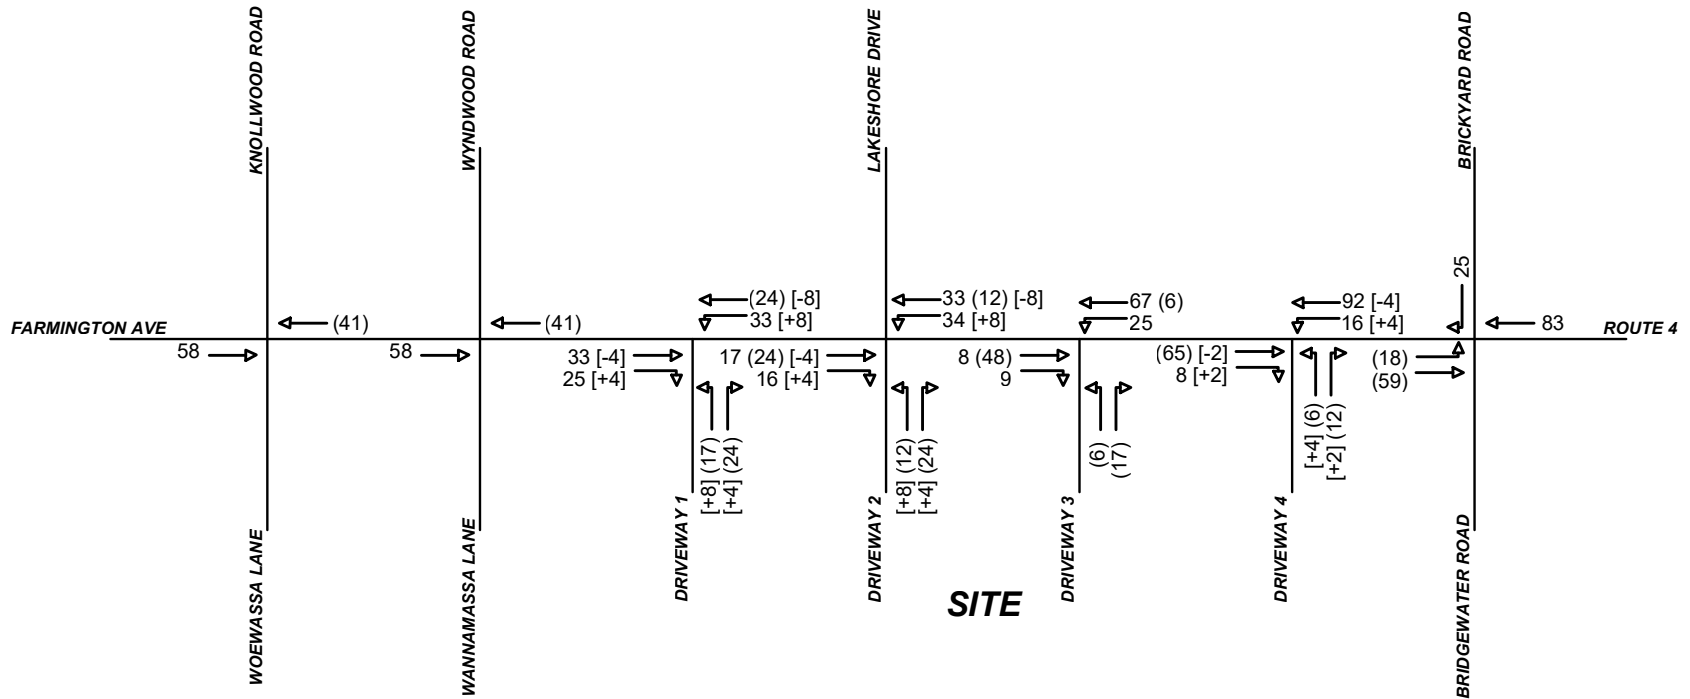 KNOLLWOOD ROAD
WYNDWOOD ROAD
LAKESHORE DRIVE
BRICKYARD ROAD
25
(24) [-8]
33 (12) [-8]
67 (6)
92 [-4]
FARMINGTON AVE
(41)
(41)
33 [+8]
34 [+8]
25
16 [+4]
83
ROUTE 4
58
58
33 [-4]
17 (24) [-4]
8 (48)
(65) [-2]
(18)
25 [+4]
16 [+4]
9
8 [+2]
(59)
[+8] (17)
[+4] (24)
[+8] (12)
[+4] (24)
(6)
(17)
[+4] (6)
[+2] (12)
WOEWASSA LANE
WANNAMASSA LANE
DRIVEWAY 1
DRIVEWAY 2
DRIVEWAY 3
DRIVEWAY 4
BRIDGEWATER ROAD
SITE